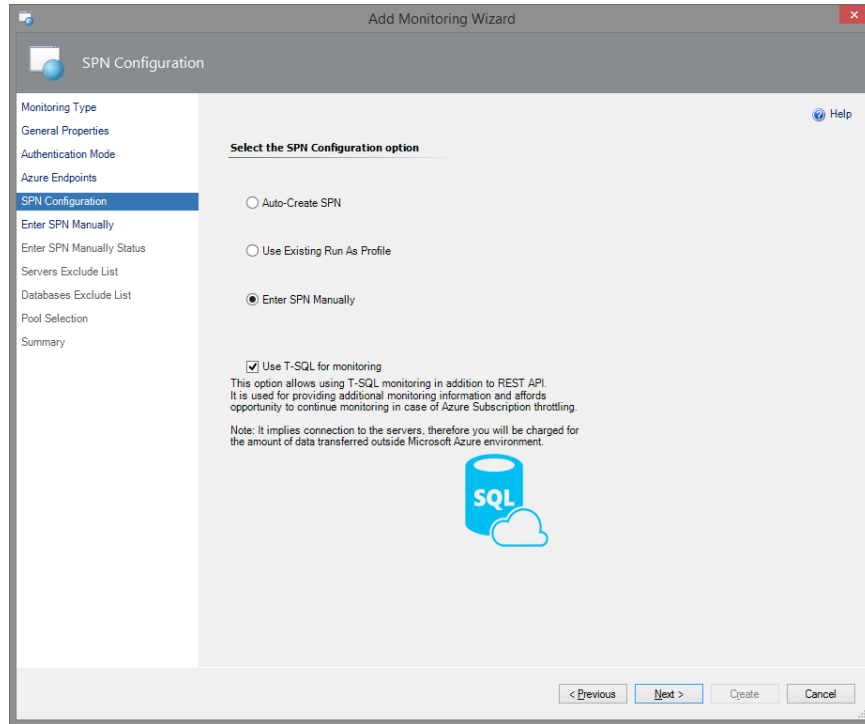 Add Monitoring Wizard
SPN Configuration
Monitoring Type
General Properties
Authentication Mode
Azure Endpoints
SPN Configuration
Enter SPN Manually
Enter SPN Manually Status
Servers Exclude List
Databases Exclude List
Pool Selection
Summary
Help
Select the SPN Configuration option
Auto-Create SPN
Use Existing Run As Profile
Enter SPN Manually
Use T-SQL for monitoring
This option allows using T-SQL monitoring in addition to REST API.
It is used for providing additional monitoring information and affords
opportunity to continue monitoring in case of Azure Subscription throttling.
Note: It implies connection to the servers, therefore you will be charged for
the amount of data transferred outside Microsoft Azure environment.
SQL
< Previous
Next >
Create
Cancel